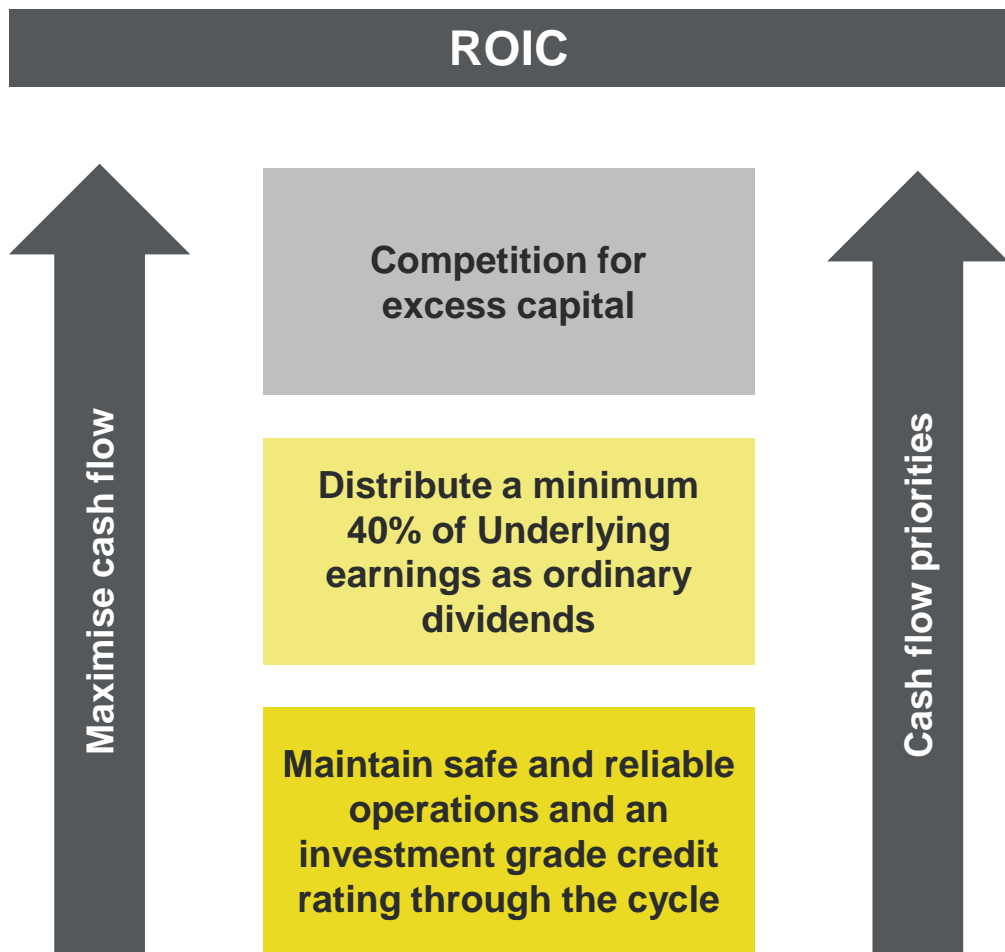 ROIC
Maximise cash flow
Competition for
excess capital
Distribute a minimum
40% of Underlying
earnings as ordinary
dividends
Maintain safe and reliable
operations and an
investment grade credit
rating through the cycle
Cash flow priorities